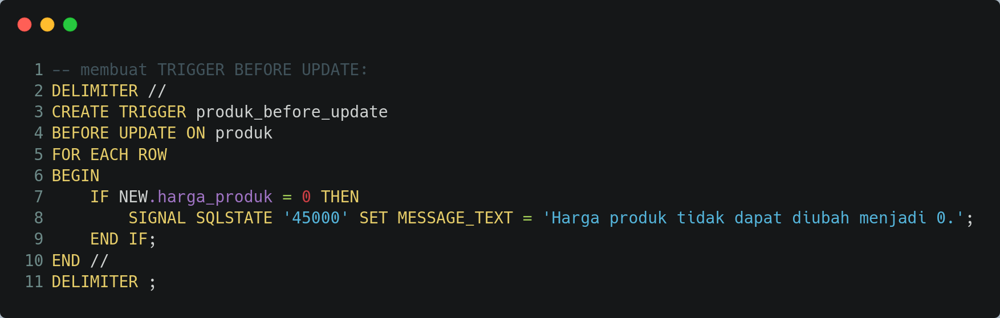 1 -- membuat TRIGGER BEFORE UPDATE:
2 DELIMITER //
3 CREATE TRIGGER produk_before_update
4 BEFORE UPDATE ON produk
5 FOR EACH ROW
6 BEGIN
7     IF NEW.harga_produk = 0 THEN
8         SIGNAL SQLSTATE '45000' SET MESSAGE_TEXT = 'Harga produk tidak dapat diubah menjadi 0.';
9     END IF;
10 END //
11 DELIMITER ;